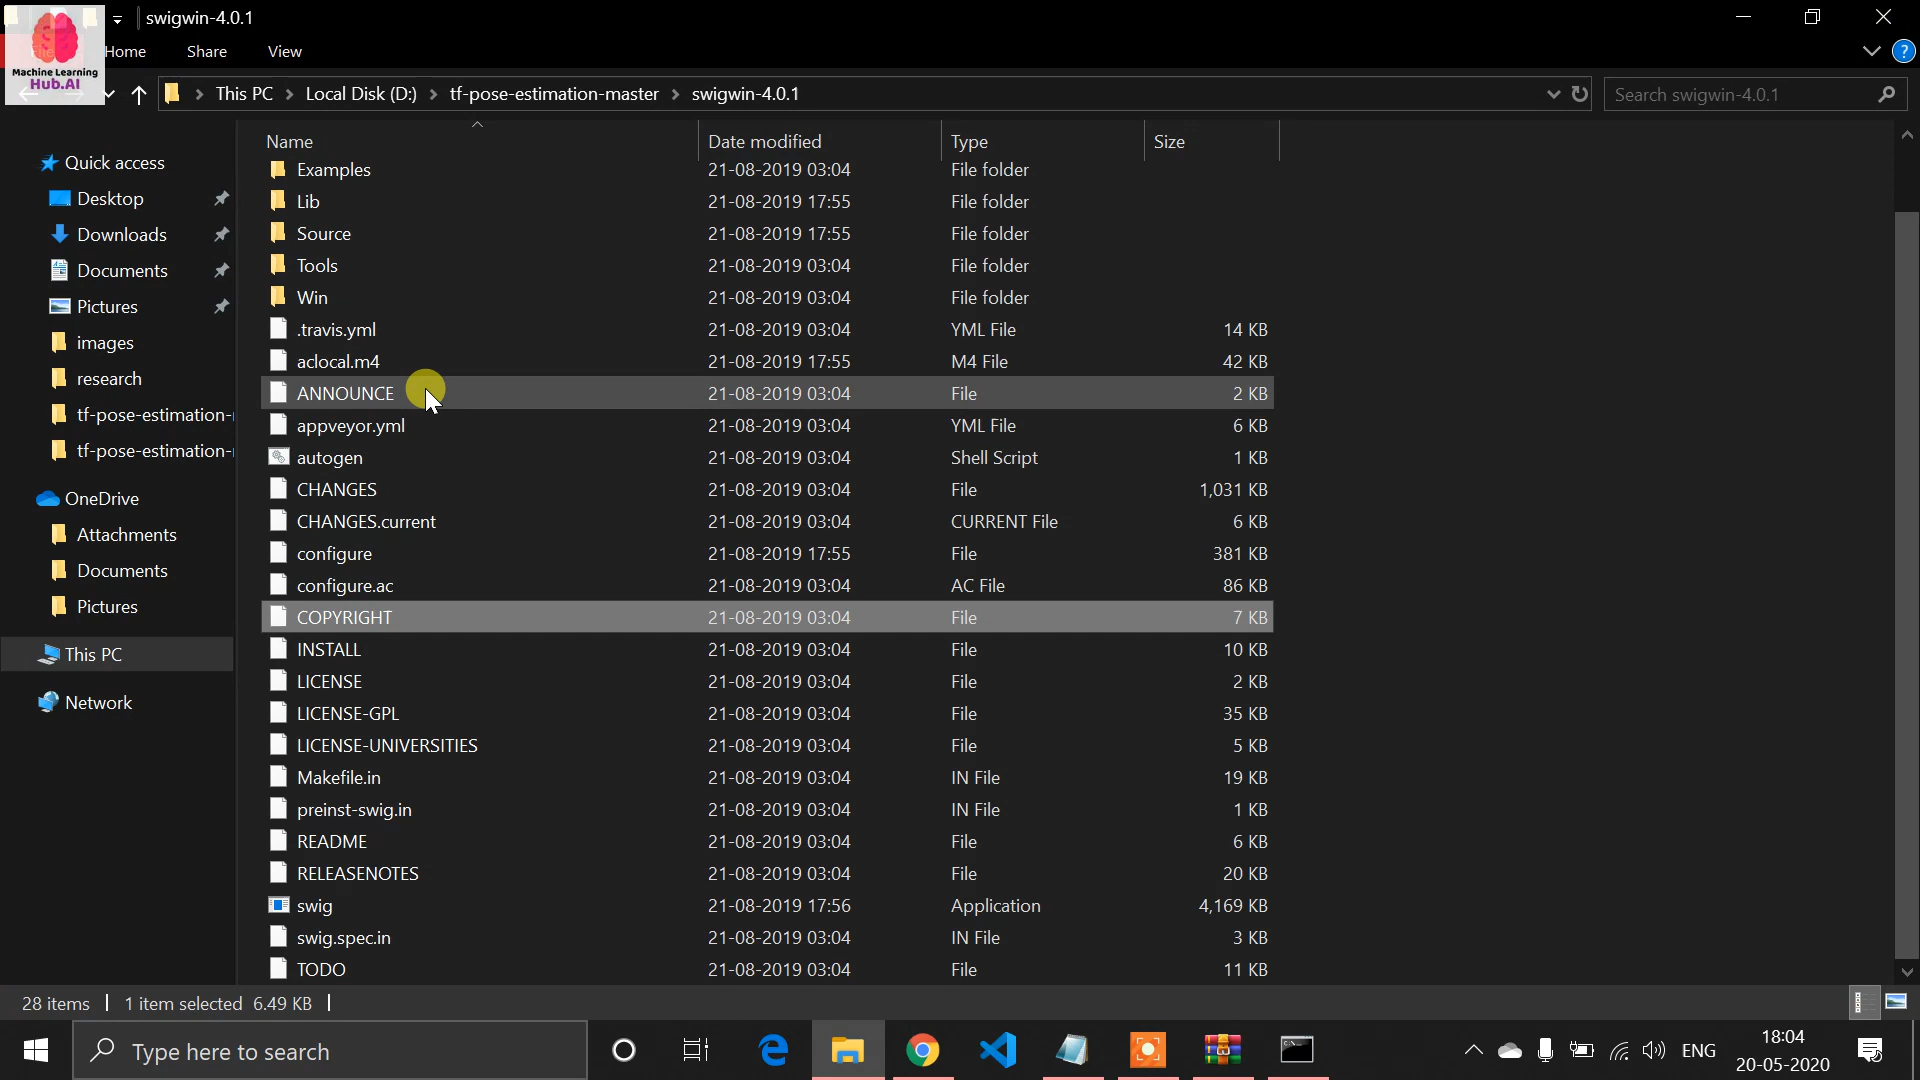 swigwin-4.0.1
Machine Learning
Hub.AI
Home Share View
This PC Local Disk (D:) tf-pose-estimation-master swigwin-4.0.1
Search swigwin-4.0.1
Quick access
Desktop
Downloads
Documents
Pictures
images
research
tf-pose-estimation-
tf-pose-estimation-
OneDrive
Attachments
Documents
Pictures
This PC
Network
Name Date modified Type Size
Examples 21-08-2019 03:04 File folder
Lib 21-08-2019 17:55 File folder
Source 21-08-2019 17:55 File folder
Tools 21-08-2019 03:04 File folder
Win 21-08-2019 03:04 File folder
.travis.yml 21-08-2019 03:04 YML File 14 KB
aclocal.m4 21-08-2019 17:55 M4 File 42 KB
ANNOUNCE 21-08-2019 03:04 File 2 KB
appveyor.yml 21-08-2019 03:04 YML File 6 KB
autogen 21-08-2019 03:04 Shell Script 1 KB
CHANGES 21-08-2019 03:04 File 1,031 KB
CHANGES.current 21-08-2019 03:04 CURRENT File 6 KB
configure 21-08-2019 17:55 File 381 KB
configure.ac 21-08-2019 03:04 AC File 86 KB
COPYRIGHT 21-08-2019 03:04 File 7 KB
INSTALL 21-08-2019 03:04 File 10 KB
LICENSE 21-08-2019 03:04 File 2 KB
LICENSE-GPL 21-08-2019 03:04 File 35 KB
LICENSE-UNIVERSITIES 21-08-2019 03:04 File 5 KB
Makefile.in 21-08-2019 03:04 IN File 19 KB
preinst-swig.in 21-08-2019 03:04 IN File 1 KB
README 21-08-2019 03:04 File 6 KB
RELEASENOTES 21-08-2019 03:04 File 20 KB
swig 21-08-2019 17:56 Application 4,169 KB
swig.spec.in 21-08-2019 03:04 IN File 3 KB
TODO 21-08-2019 03:04 File 11 KB
28 items 1 item selected 6.49 KB
Type here to search
ENG
18:04
20-05-2020